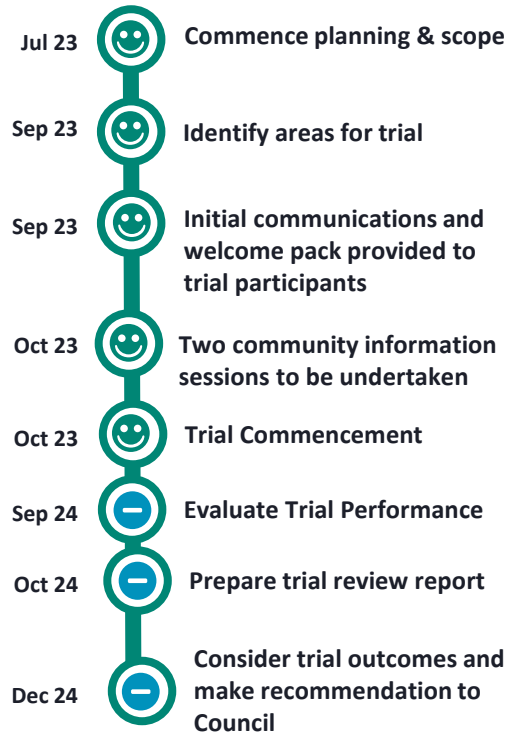 Jul 23 Commence planning & scope
Sep 23 Identify areas for trial
Sep 23 Initial communications and
welcome pack provided to
trial participants
Oct 23 Two community information
sessions to be undertaken
Oct 23 Trial Commencement
Sep 24 Evaluate Trial Performance
Oct 24 Prepare trial review report
Dec 24 Consider trial outcomes and
make recommendation to
Council